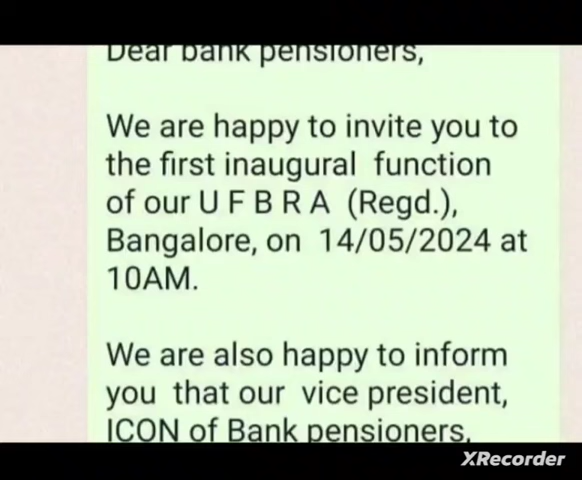 Dear bank pensioners,
We are happy to invite you to
the first inaugural function
of our U F B R A (Regd.),
Bangalore, on 14/05/2024 at
10AM.
We are also happy to inform
you that our vice president,
ICON of Bank pensioners,
XRecorder